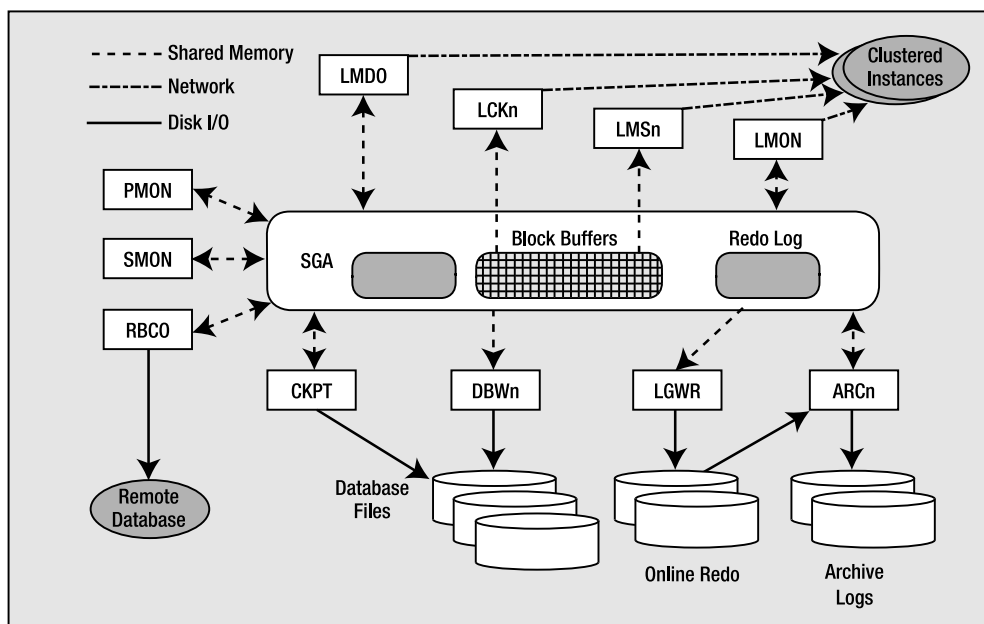 Shared Memory
Network
Disk I/O
LMDO
LCKn
LMSn
LMON
Clustered
Instances
PMON
SMON
RBCO
SGA
Block Buffers
Redo Log
CKPT
DBWn
LGWR
ARCn
Remote
Database
Database
Files
Online Redo
Archive
Logs